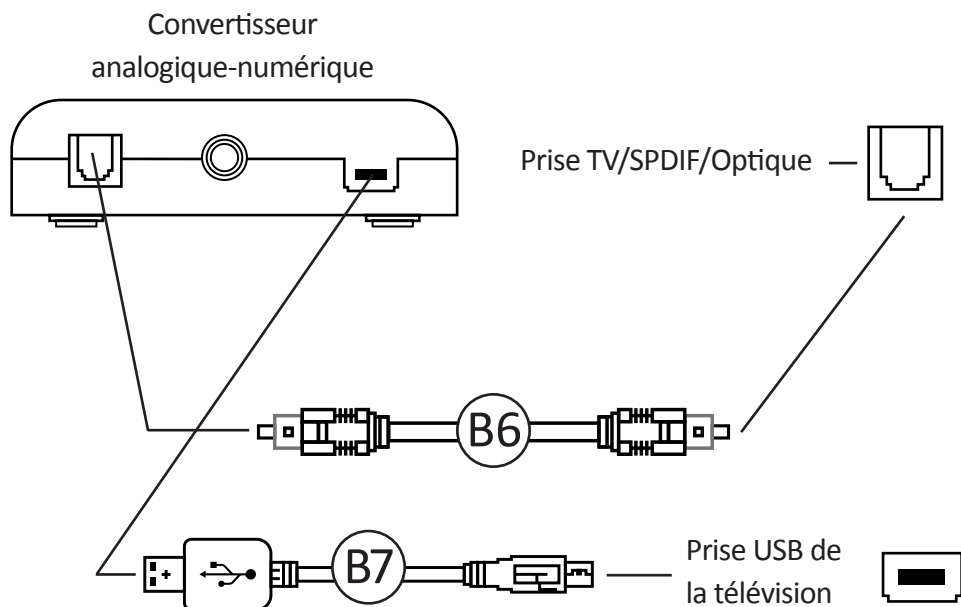 Convertisseur
analogique-numérique
Prise TV/SPDIF/Optique
B6
B7
Prise USB de
la télévision